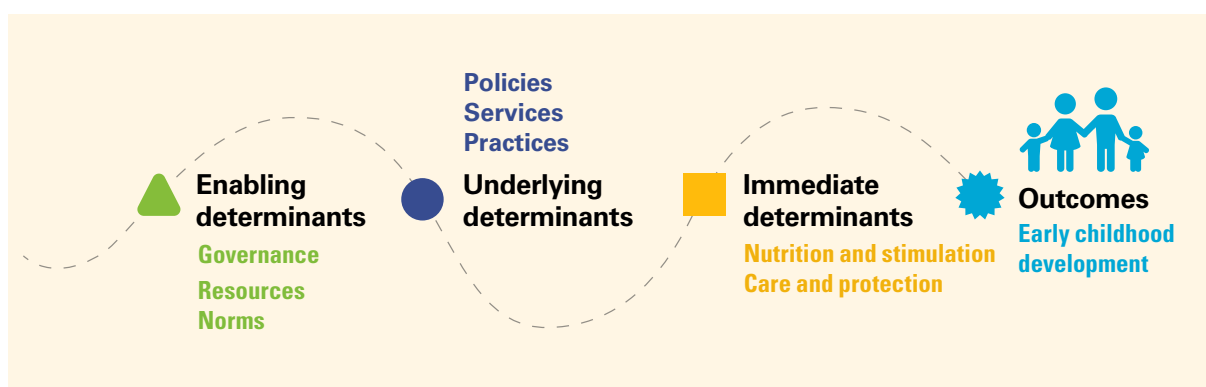 Enabling
determinants
Governance
Resources
Norms
Policies
Services
Practices
Underlying
determinants
Immediate
determinants
Nutrition and stimulation
Care and protection
Outcomes
Early childhood
development